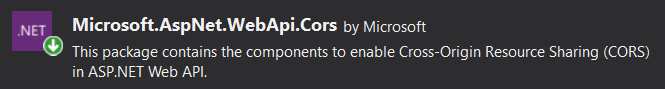 .NET
Microsoft.AspNet.WebApi.Cors by Microsoft
This package contains the components to enable Cross-Origin Resource Sharing (CORS)
in ASP.NET Web API.